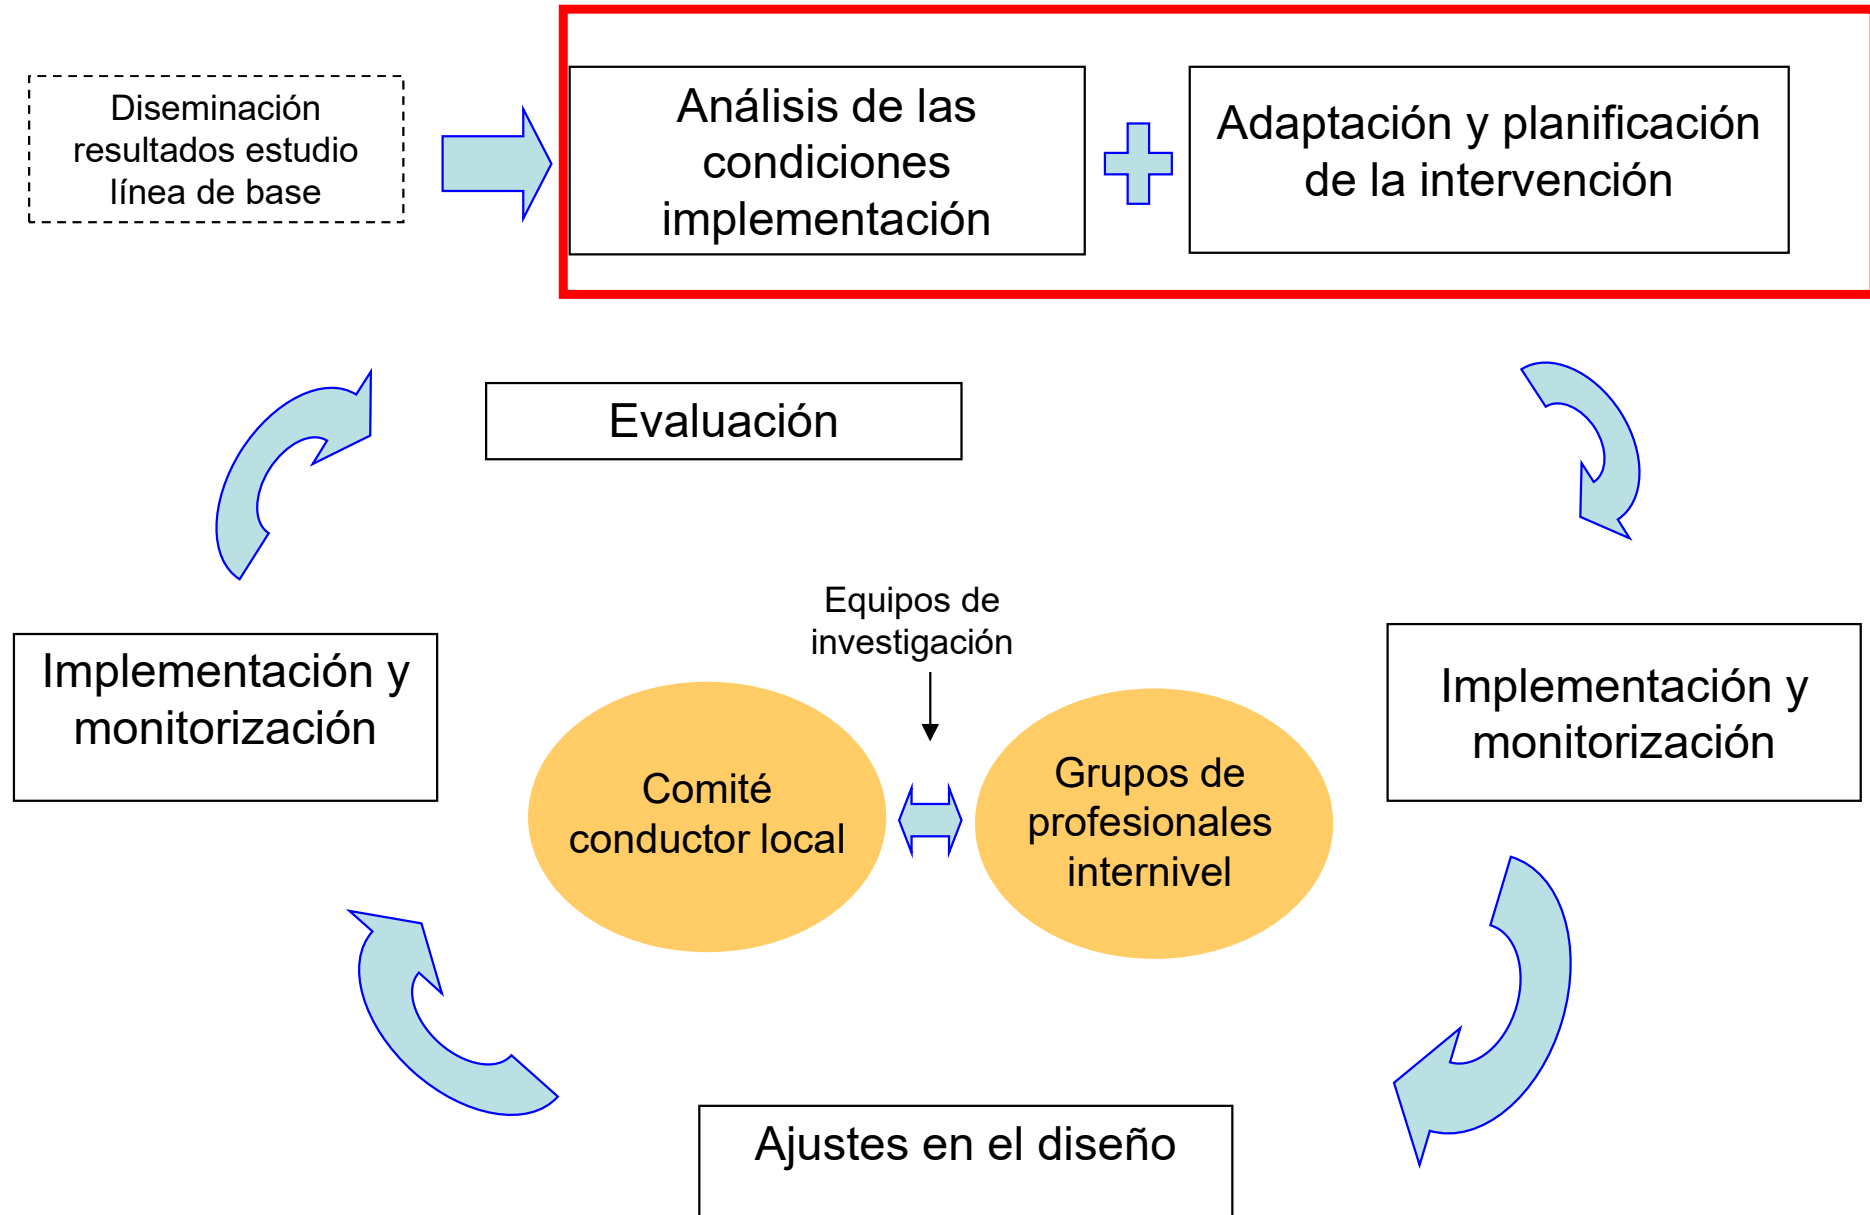 Diseminación
resultados estudio
línea de base
Análisis de las
condiciones
implementación
Adaptación y planificación
de la intervención
Evaluación
Equipos de
investigación
Implementación y
monitorización
Comité
conductor local
Grupos de
profesionales
internivel
Implementación y
monitorización
Ajustes en el diseño